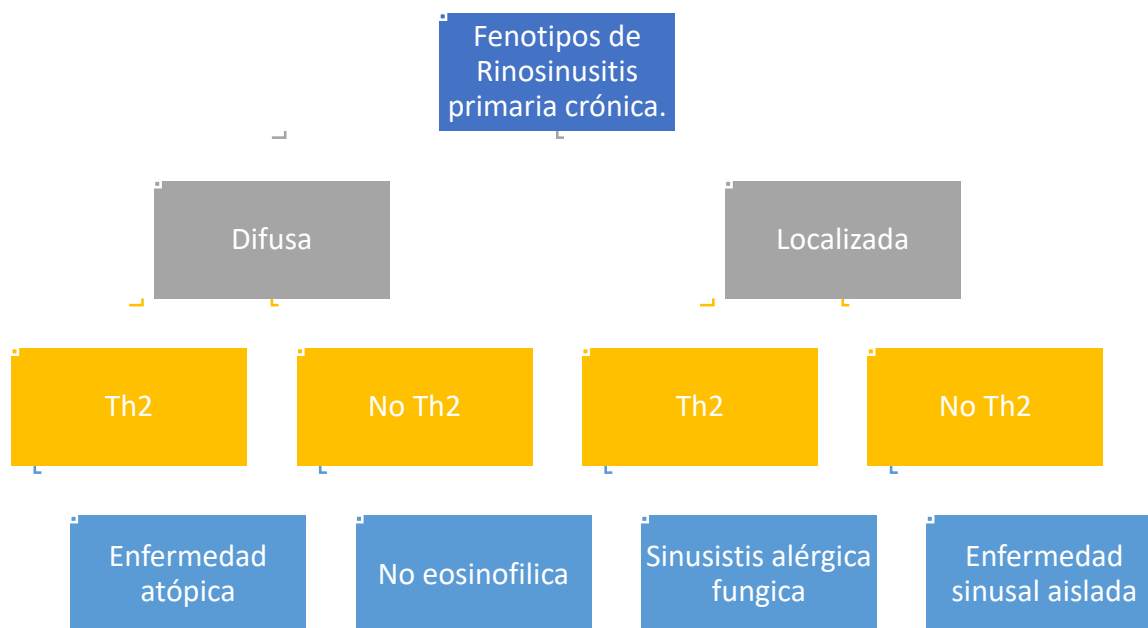 Fenotipos de
Rinosinusitis
primaria crónica.
Difusa
Localizada
Th2
No Th2
Th2
No Th2
Enfermedad
atópica
No eosinofilica
Sinusistis alérgica
fungica
Enfermedad
sinusal aislada